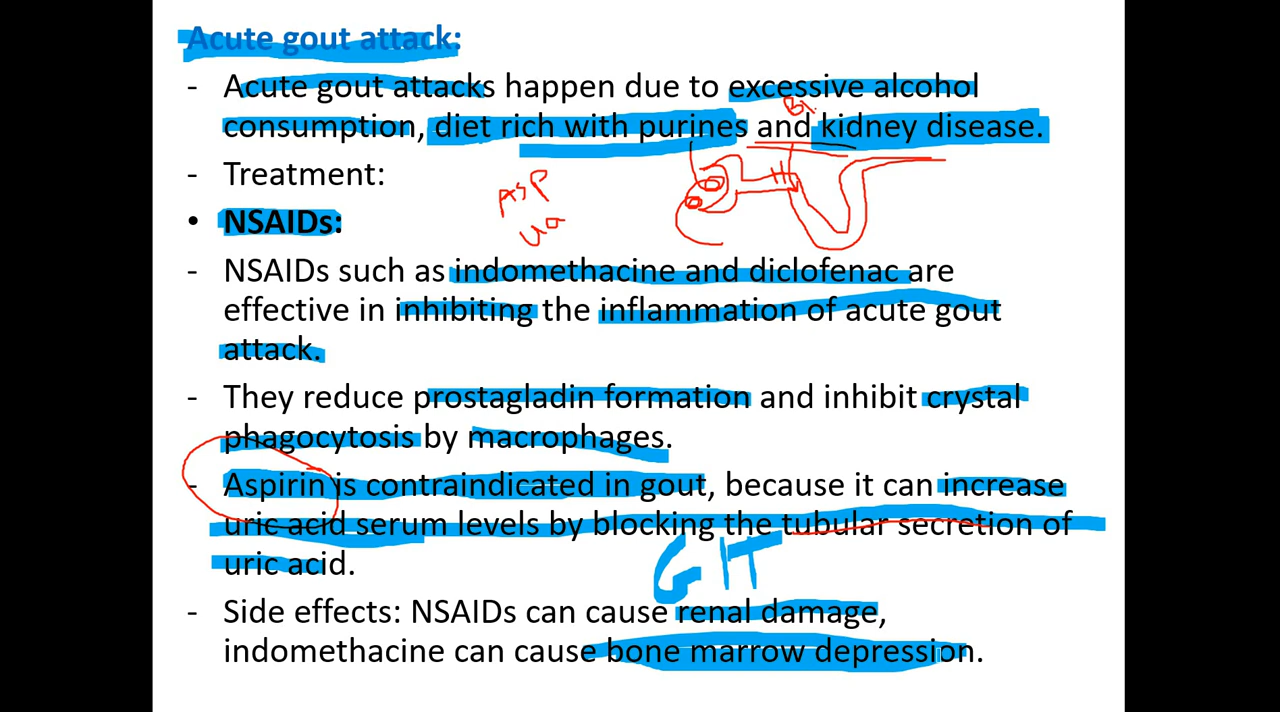 Acute gout attack:
- Acute gout attacks happen due to excessive alcohol
consumption, diet rich with purines and kidney disease.
- Treatment:
ASP
ua
• NSAIDs:
- NSAIDs such as indomethacine and diclofenac are
effective in inhibiting the inflammation of acute gout
attack.
- They reduce prostagladin formation and inhibit crystal
phagocytosis by macrophages.
- Aspirin is contraindicated in gout, because it can increase
uric acid serum levels by blocking the tubular secretion of
uric acid.
GIT
- Side effects: NSAIDs can cause renal damage,
indomethacine can cause bone marrow depression.